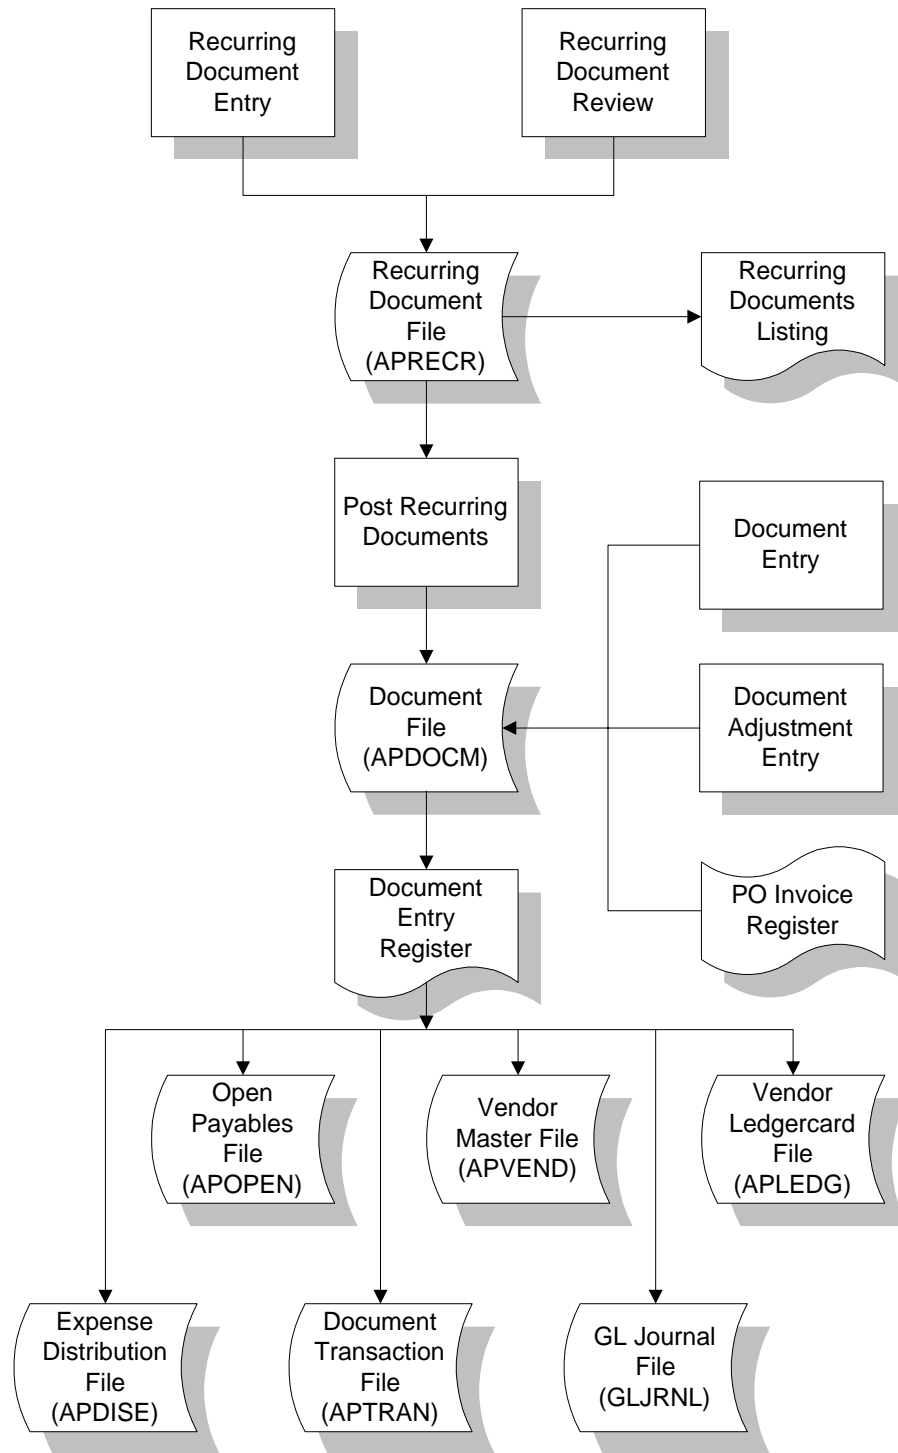 Recurring
Document
Entry
Recurring
Document
Review
Recurring
Document
File
(APRECR)
Recurring
Documents
Listing
Post Recurring
Documents
Document
Entry
Document
File
(APDOCM)
Document
Adjustment
Entry
Document
Entry
Register
PO Invoice
Register
Open
Payables
File
(APOPEN)
Vendor
Master File
(APVEND)
Vendor
Ledgercard
File
(APLEDG)
Expense
Distribution
File
(APDISE)
Document
Transaction
File
(APTRAN)
GL Journal
File
(GLJRNL)